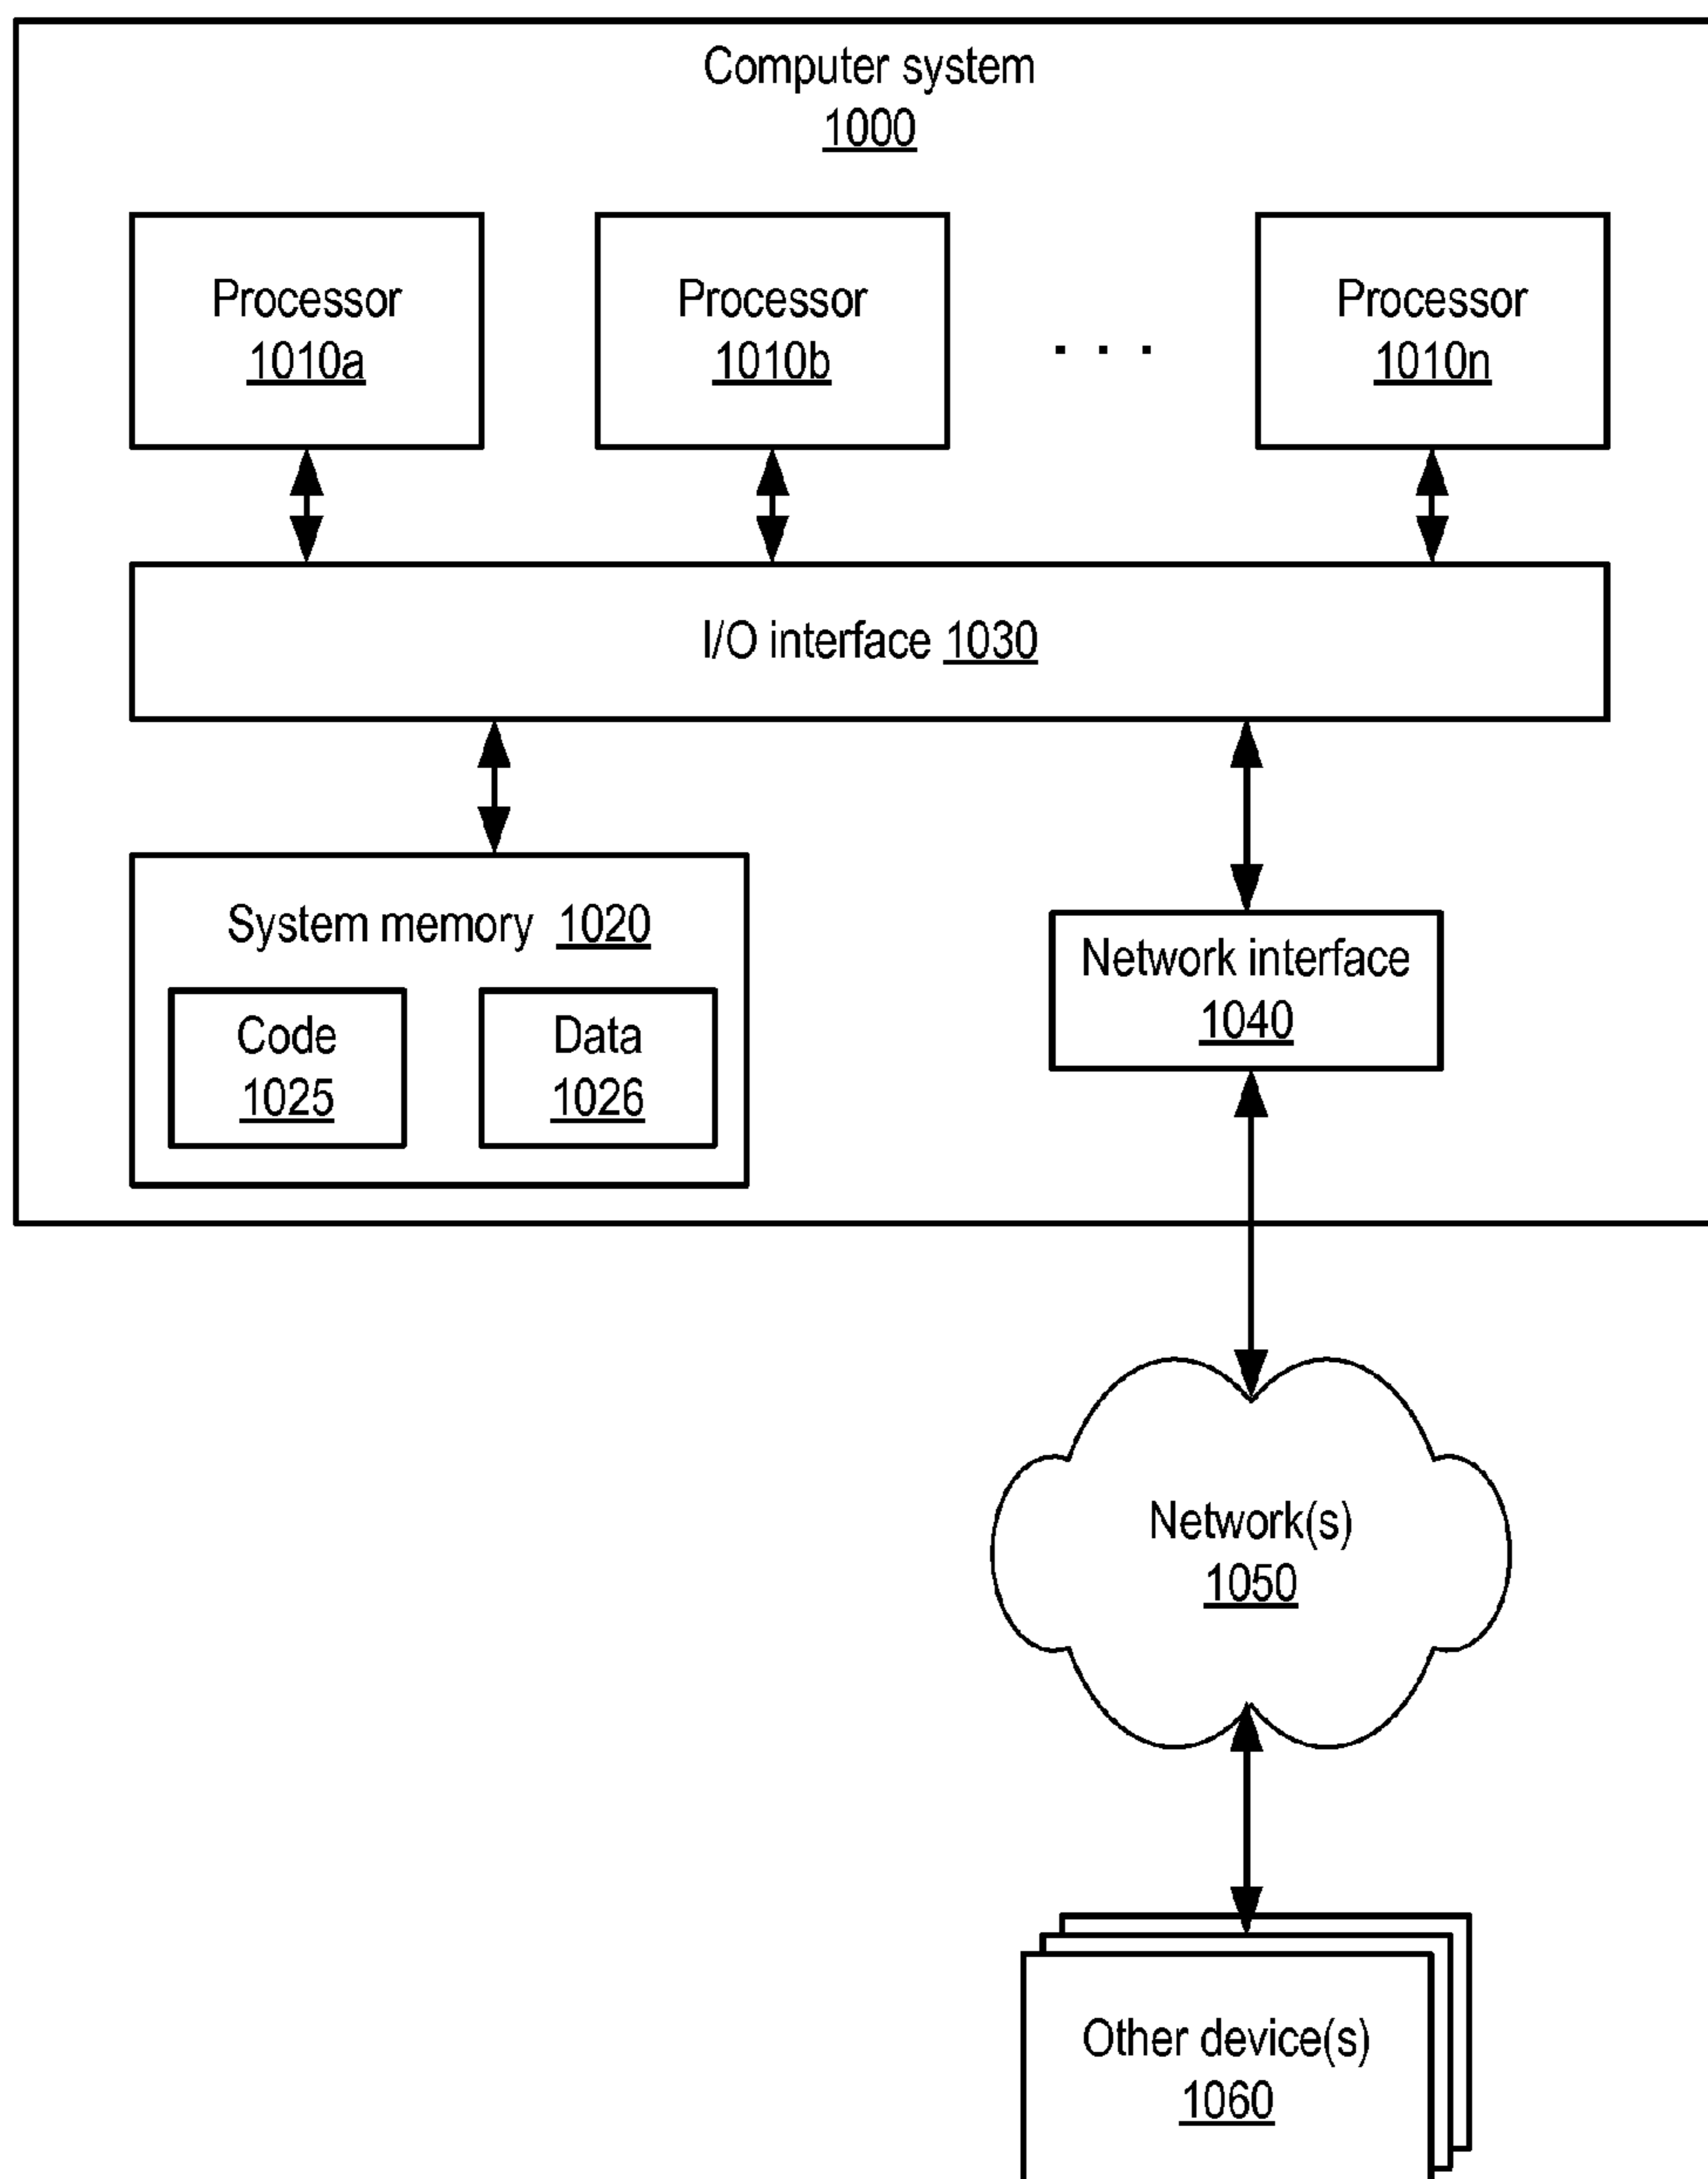 Computer system
1000
Processor
1010a
Processor
1010b
. . .
Processor
1010n
I/O interface 1030
System memory 1020
Code
1025
Data
1026
Network interface
1040
Network(s)
1050
Other device(s)
1060